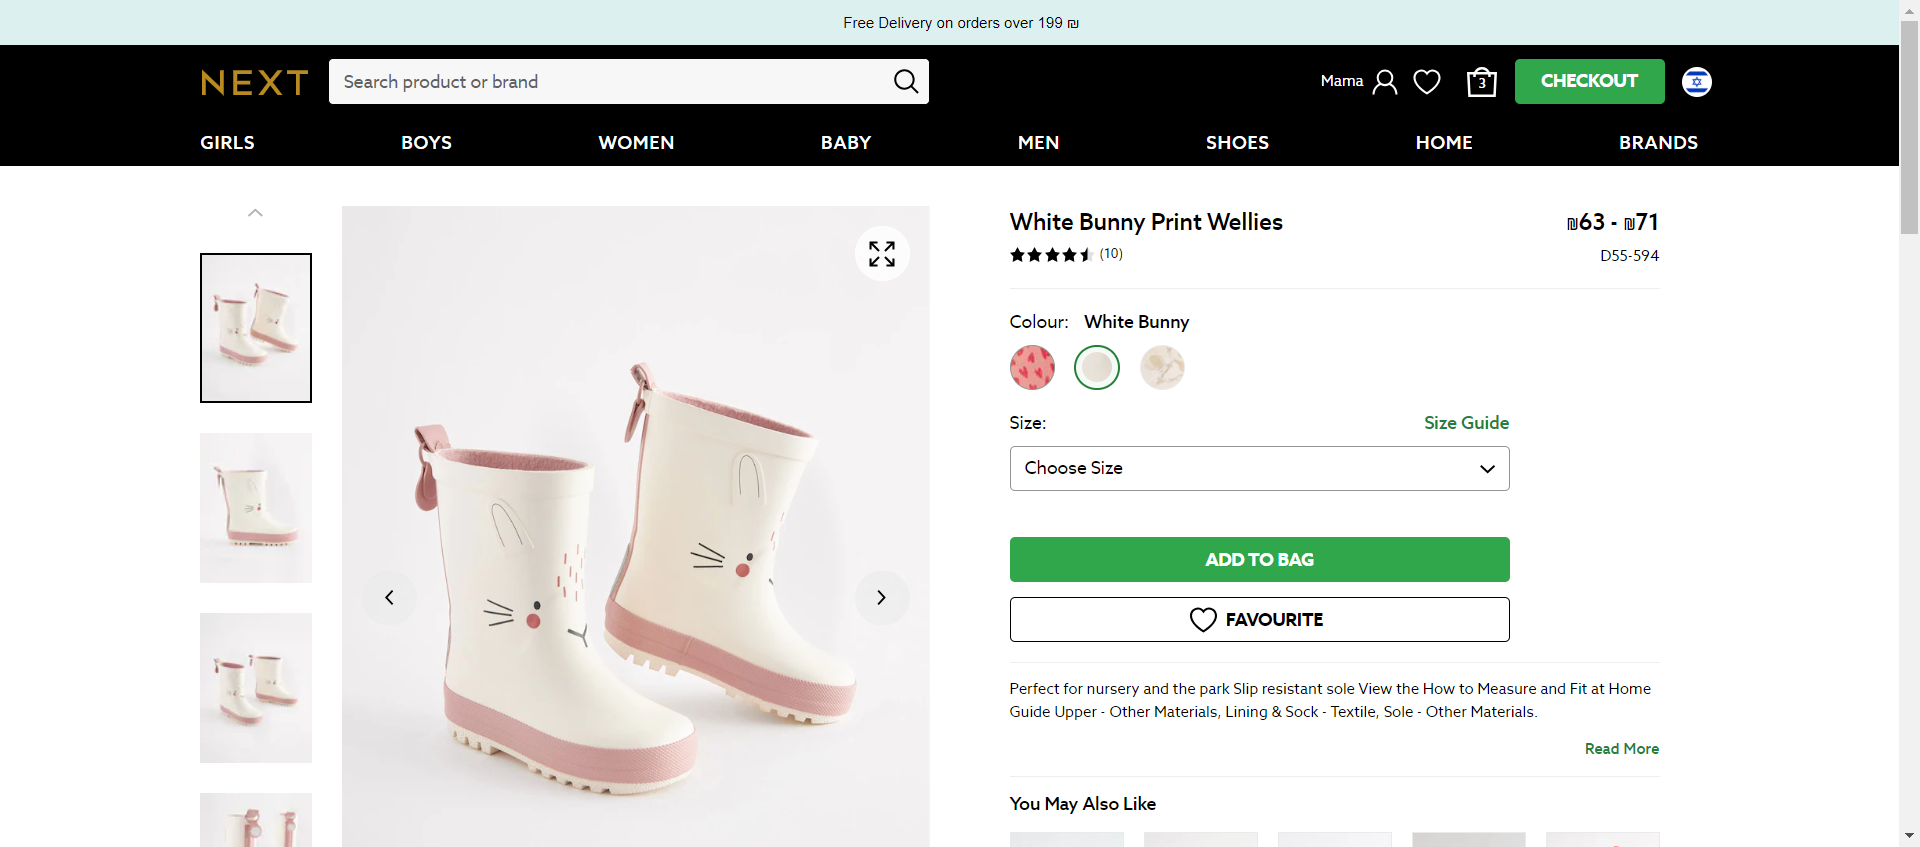 Free Delivery on orders over 199 ₪
NEXT
Search product or brand
Mama
3
CHECKOUT
GIRLS
BOYS
WOMEN
BABY
MEN
SHOES
HOME
BRANDS
White Bunny Print Wellies
₪63 - ₪71
(10)
D55-594
Colour: White Bunny
Size:
Size Guide
Choose Size
ADD TO BAG
FAVOURITE
Perfect for nursery and the park Slip resistant sole View the How to Measure and Fit at Home
Guide Upper - Other Materials, Lining & Sock - Textile, Sole - Other Materials.
Read More
You May Also Like